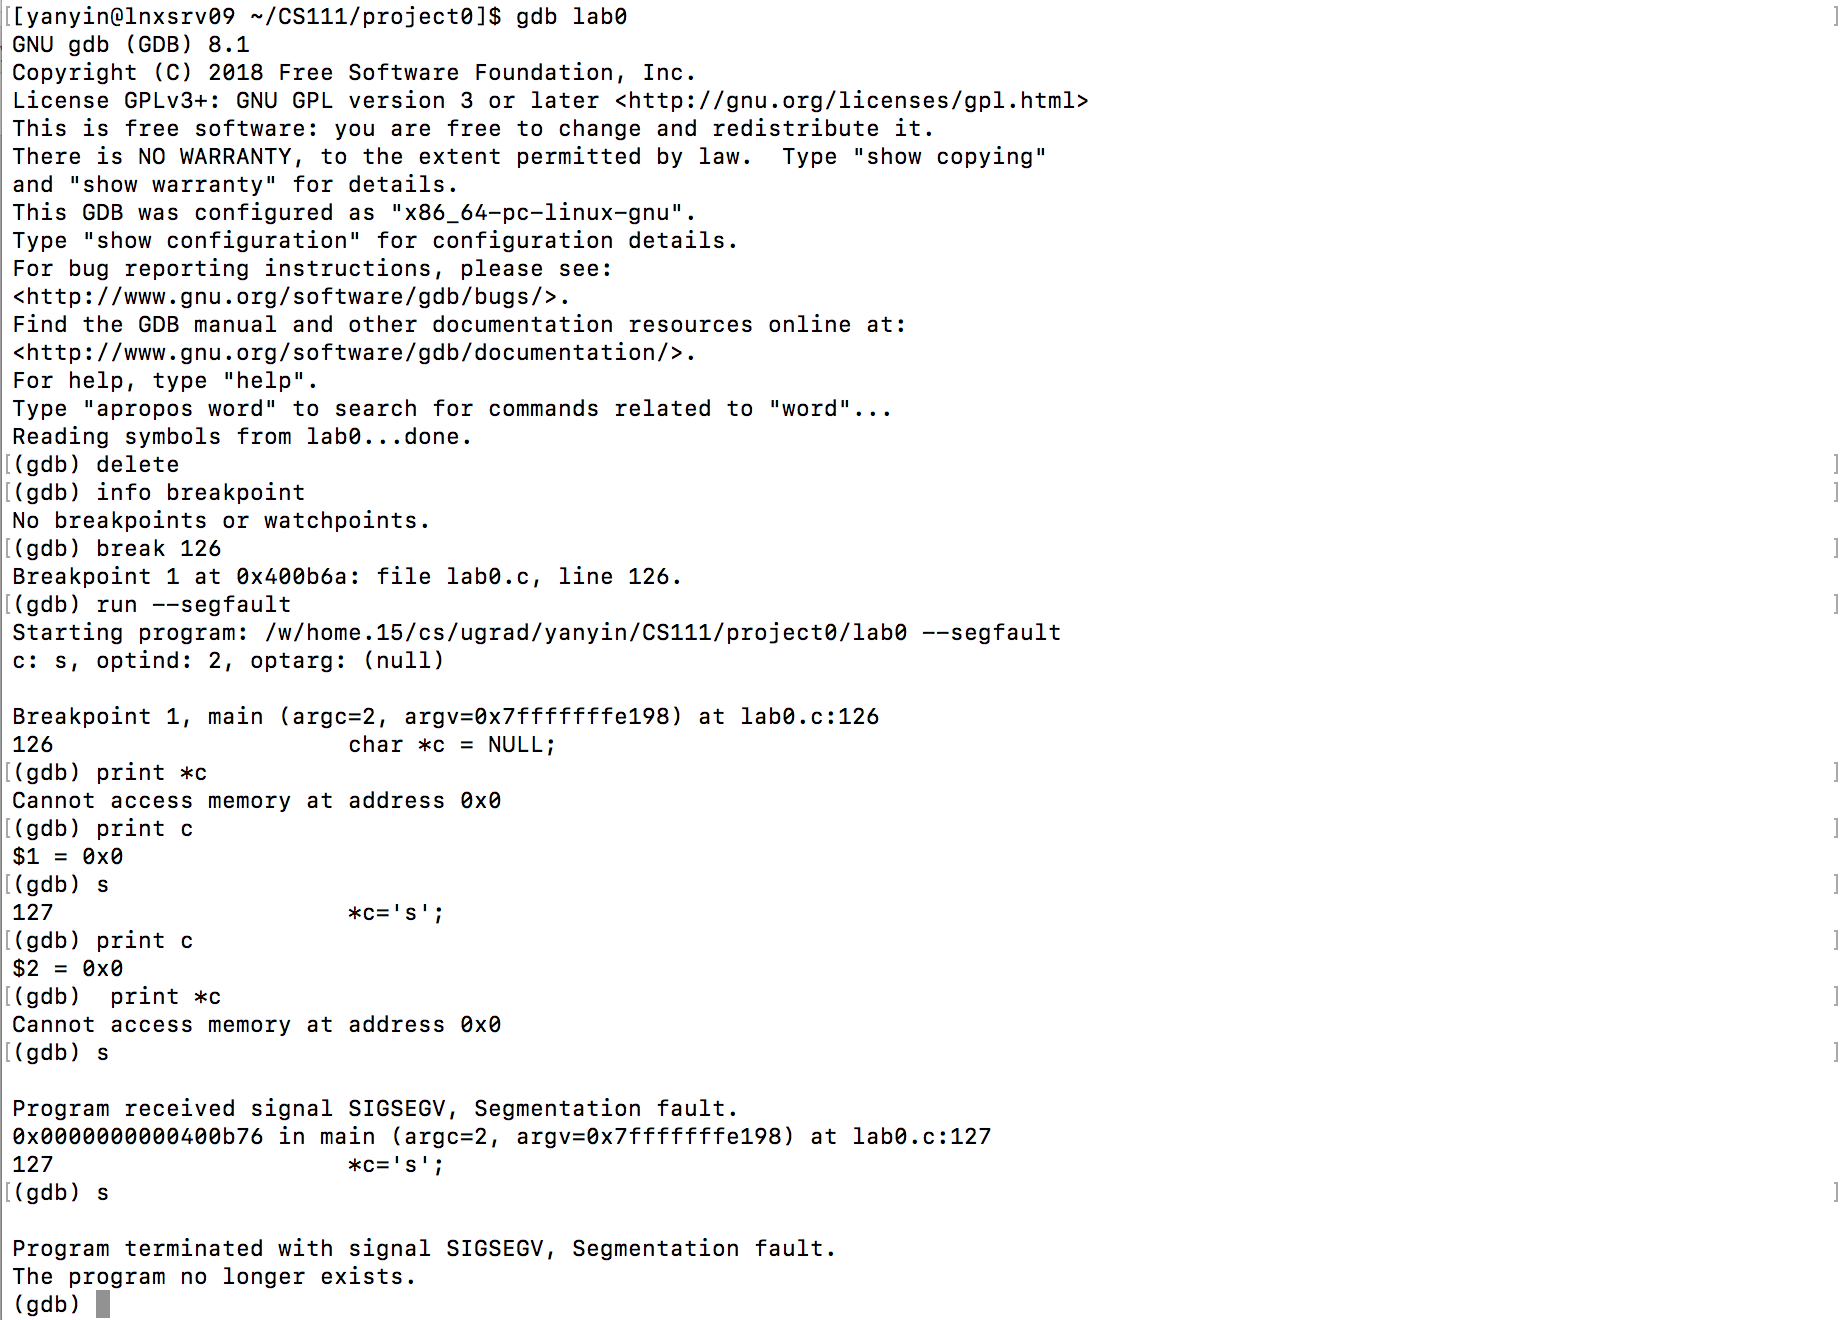 [[yanyin@lnxsrv09 ~/CS111/project0]$ gdb lab0 ]
GNU gdb (GDB) 8.1
Copyright (C) 2018 Free Software Foundation, Inc.
License GPLv3+: GNU GPL version 3 or later <http://gnu.org/licenses/gpl.html>
This is free software: you are free to change and redistribute it.
There is NO WARRANTY, to the extent permitted by law.  Type "show copying"
and "show warranty" for details.
This GDB was configured as "x86_64-pc-linux-gnu".
Type "show configuration" for configuration details.
For bug reporting instructions, please see:
<http://www.gnu.org/software/gdb/bugs/>.
Find the GDB manual and other documentation resources online at:
<http://www.gnu.org/software/gdb/documentation/>.
For help, type "help".
Type "apropos word" to search for commands related to "word"...
Reading symbols from lab0...done.
[(gdb) delete ]
[(gdb) info breakpoint ]
No breakpoints or watchpoints.
[(gdb) break 126 ]
Breakpoint 1 at 0x400b6a: file lab0.c, line 126.
[(gdb) run --segfault ]
Starting program: /w/home.15/cs/ugrad/yanyin/CS111/project0/lab0 --segfault
c: s, optind: 2, optarg: (null)
Breakpoint 1, main (argc=2, argv=0x7fffffffe198) at lab0.c:126
126                     char *c = NULL;
[(gdb) print *c ]
Cannot access memory at address 0x0
[(gdb) print c ]
$1 = 0x0
[(gdb) s ]
127                     *c='s';
[(gdb) print c ]
$2 = 0x0
[(gdb)  print *c ]
Cannot access memory at address 0x0
[(gdb) s ]
Program received signal SIGSEGV, Segmentation fault.
0x0000000000400b76 in main (argc=2, argv=0x7fffffffe198) at lab0.c:127
127                     *c='s';
[(gdb) s ]
Program terminated with signal SIGSEGV, Segmentation fault.
The program no longer exists.
(gdb)